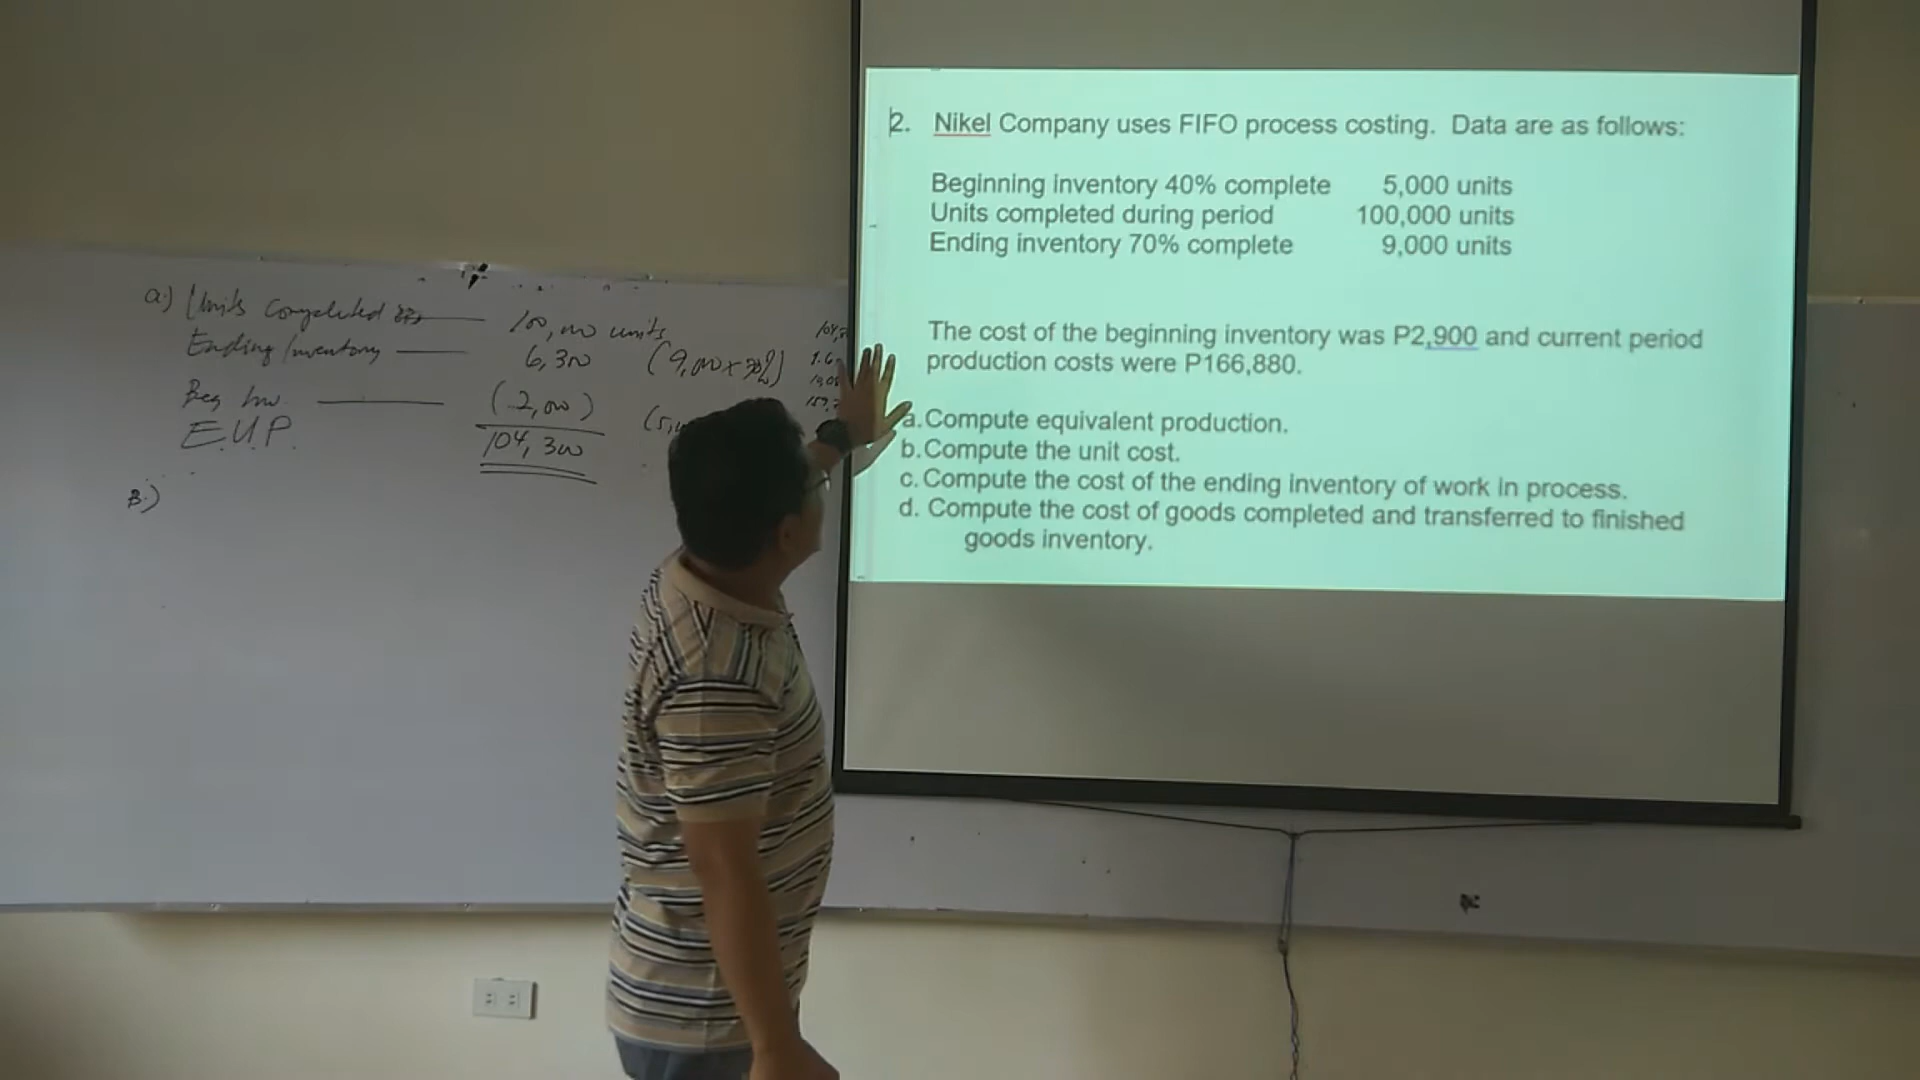 a.) Units Completed
100,000 units
Ending Inventory
6,300
(9,000 x 70%)
Beg Inv.
(2,000)
E.U.P.
104,300
B.)
2. Nikel Company uses FIFO process costing. Data are as follows:
Beginning inventory 40% complete 5,000 units
Units completed during period 100,000 units
Ending inventory 70% complete 9,000 units
The cost of the beginning inventory was P2,900 and current period
production costs were P166,880.
a.Compute equivalent production.
b.Compute the unit cost.
c.Compute the cost of the ending inventory of work in process.
d. Compute the cost of goods completed and transferred to finished
goods inventory.